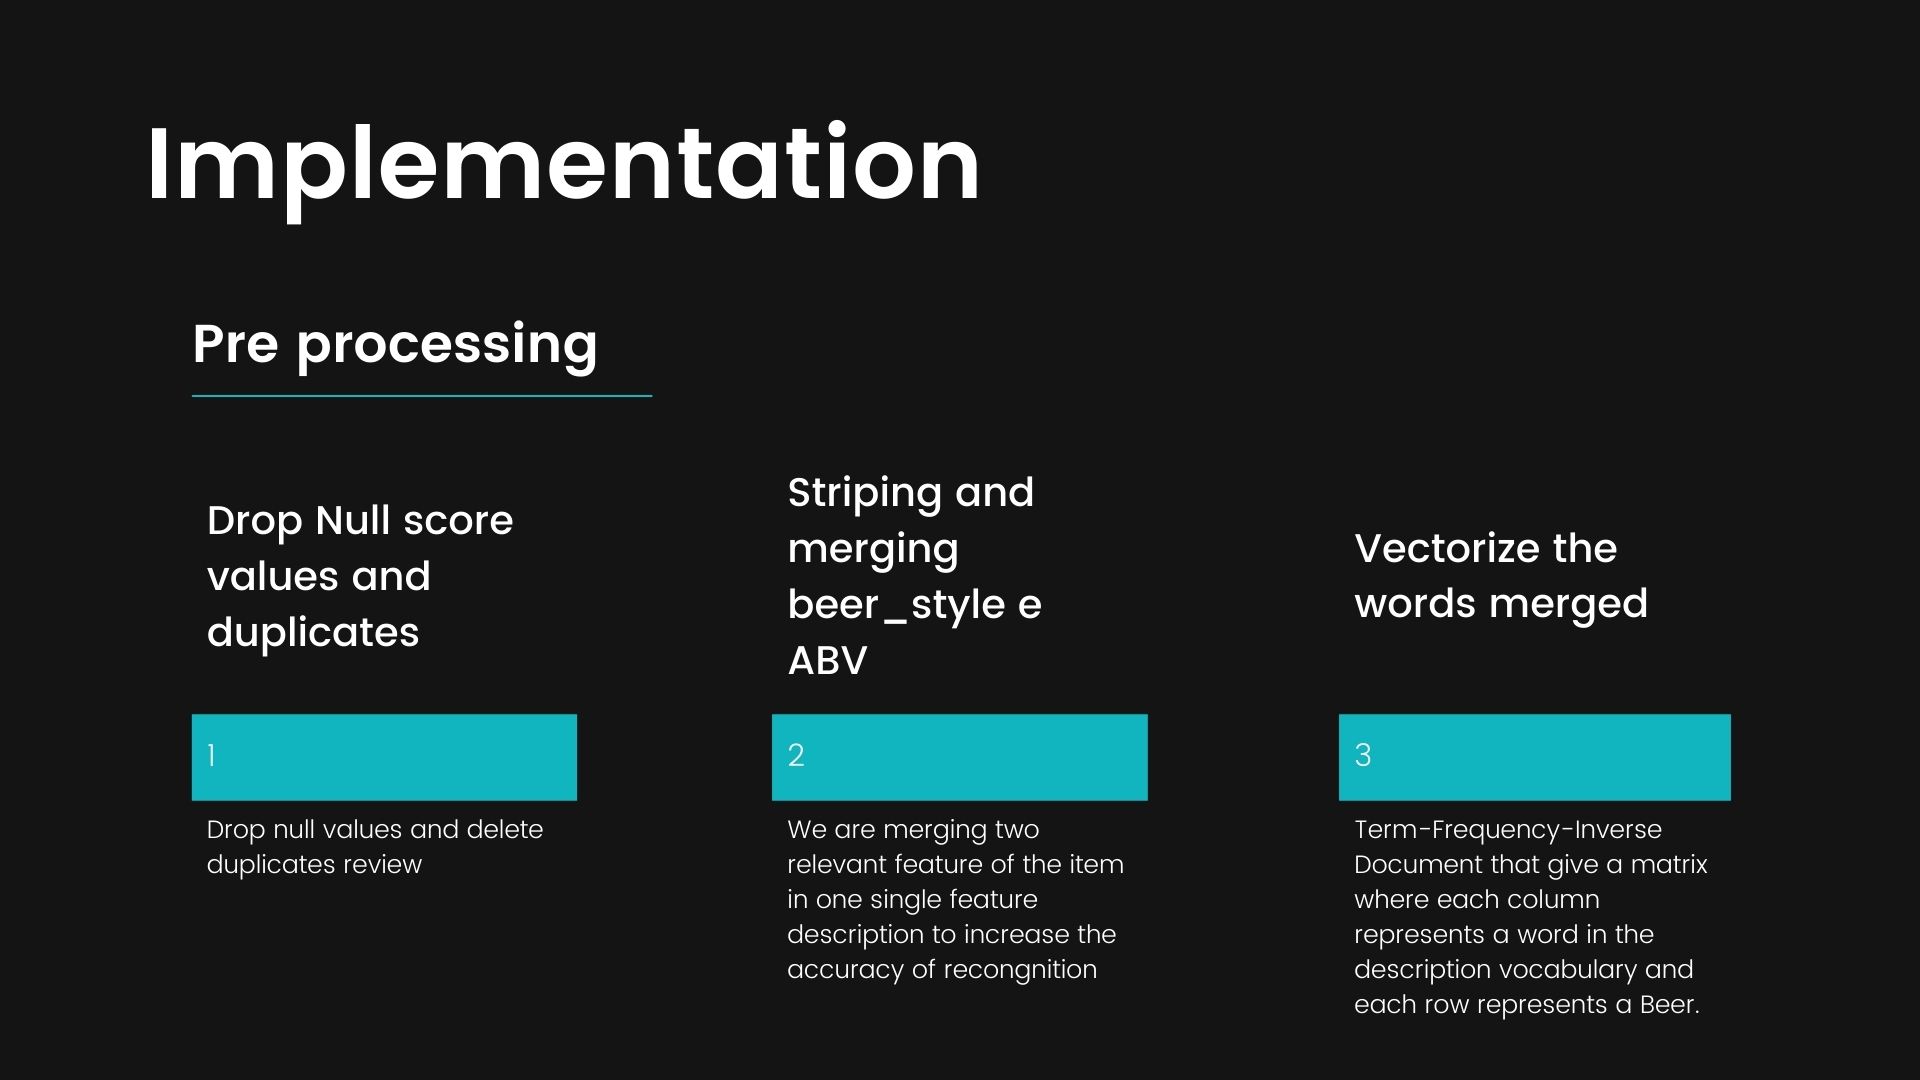 Implementation
Pre processing
Drop Null score
values and
duplicates
1
Drop null values and delete
duplicates review
Striping and
merging
beer_style e
ABV
2
We are merging two
relevant feature of the item
in one single feature
description to increase the
accuracy of recongnition
Vectorize the
words merged
3
Term-Frequency-Inverse
Document that give a matrix
where each column
represents a word in the
description vocabulary and
each row represents a Beer.